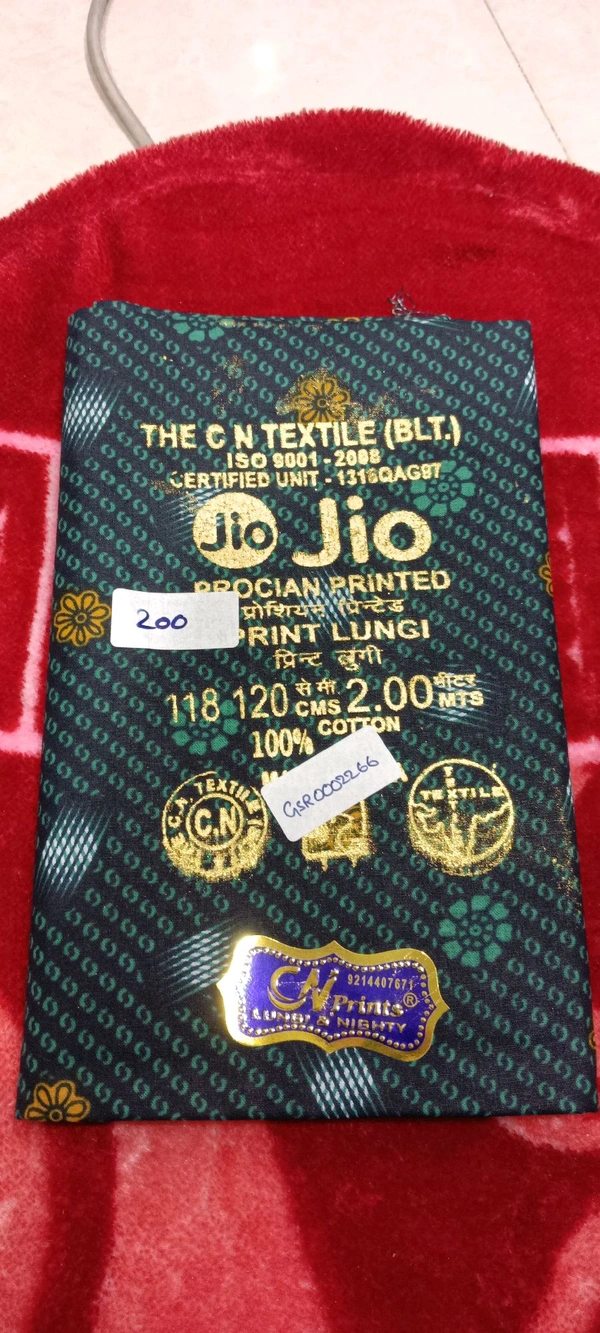 THE C N TEXTILE (BLT.)
ISO 9001 - 2008
CERTIFIED UNIT - 1316QAG97
Jio Jio
PROCIAN PRINTED
200
प्रोशियन प्रिन्टेड
PRINT LUNGI
प्रिन्ट लुंगी
118 120 से.मी. CMS 2.00 मीटर MTS
100% COTTON
GSR0002266
C.N. TEXTILE
C.N
TEXTILE
CN Prints®
9214407671
LUNGI & NIGHTY